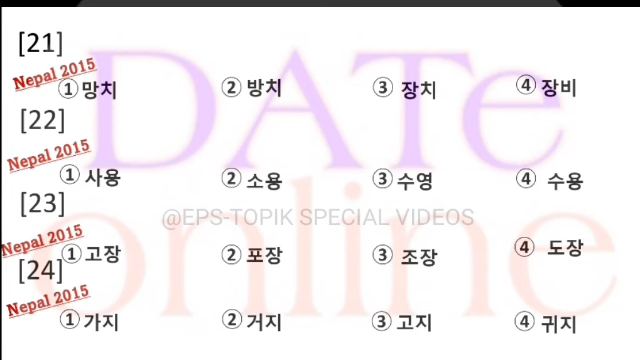 [21]
Nepal 2015
① 망치 ② 방치 ③ 장치 ④ 장비
[22]
Nepal 2015
① 사용 ② 소용 ③ 수영 ④ 수용
[23]
@EPS-TOPIK SPECIAL VIDEOS
Nepal 2015
① 고장 ② 포장 ③ 조장 ④ 도장
[24]
Nepal 2015
① 가지 ② 거지 ③ 고지 ④ 귀지
DATe
online